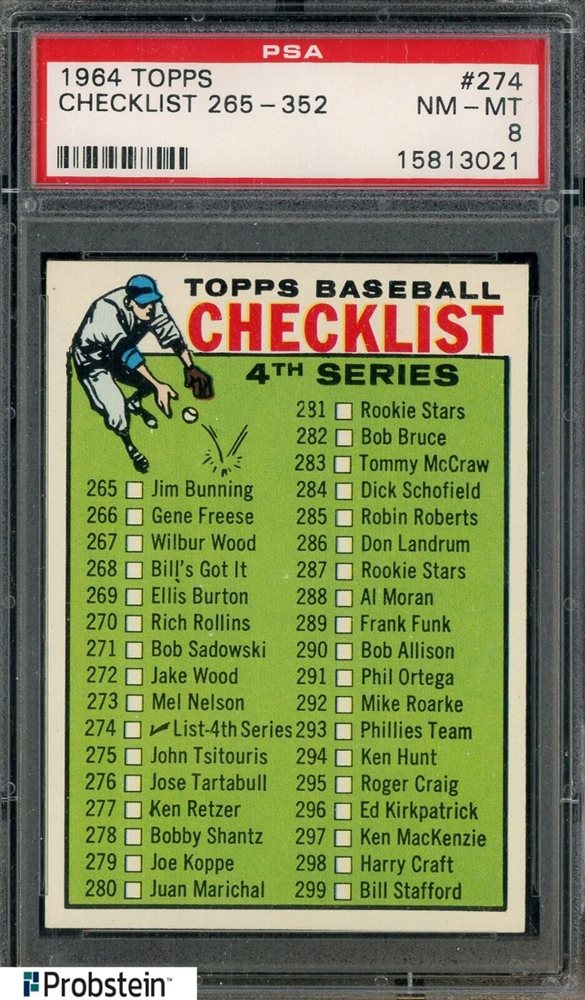 PSA
1964 TOPPS #274
CHECKLIST 265 – 352 NM – MT
8
15813021
TOPPS BASEBALL
CHECKLIST
4TH SERIES
265 Jim Bunning
266 Gene Freese
267 Wilbur Wood
268 Bill's Got It
269 Ellis Burton
270 Rich Rollins
271 Bob Sadowski
272 Jake Wood
273 Mel Nelson
274 ✓ List-4th Series
275 John Tsitouris
276 Jose Tartabull
277 Ken Retzer
278 Bobby Shantz
279 Joe Koppe
280 Juan Marichal
281 Rookie Stars
282 Bob Bruce
283 Tommy McCraw
284 Dick Schofield
285 Robin Roberts
286 Don Landrum
287 Rookie Stars
288 Al Moran
289 Frank Funk
290 Bob Allison
291 Phil Ortega
292 Mike Roarke
293 Phillies Team
294 Ken Hunt
295 Roger Craig
296 Ed Kirkpatrick
297 Ken MacKenzie
298 Harry Craft
299 Bill Stafford
Probstein™